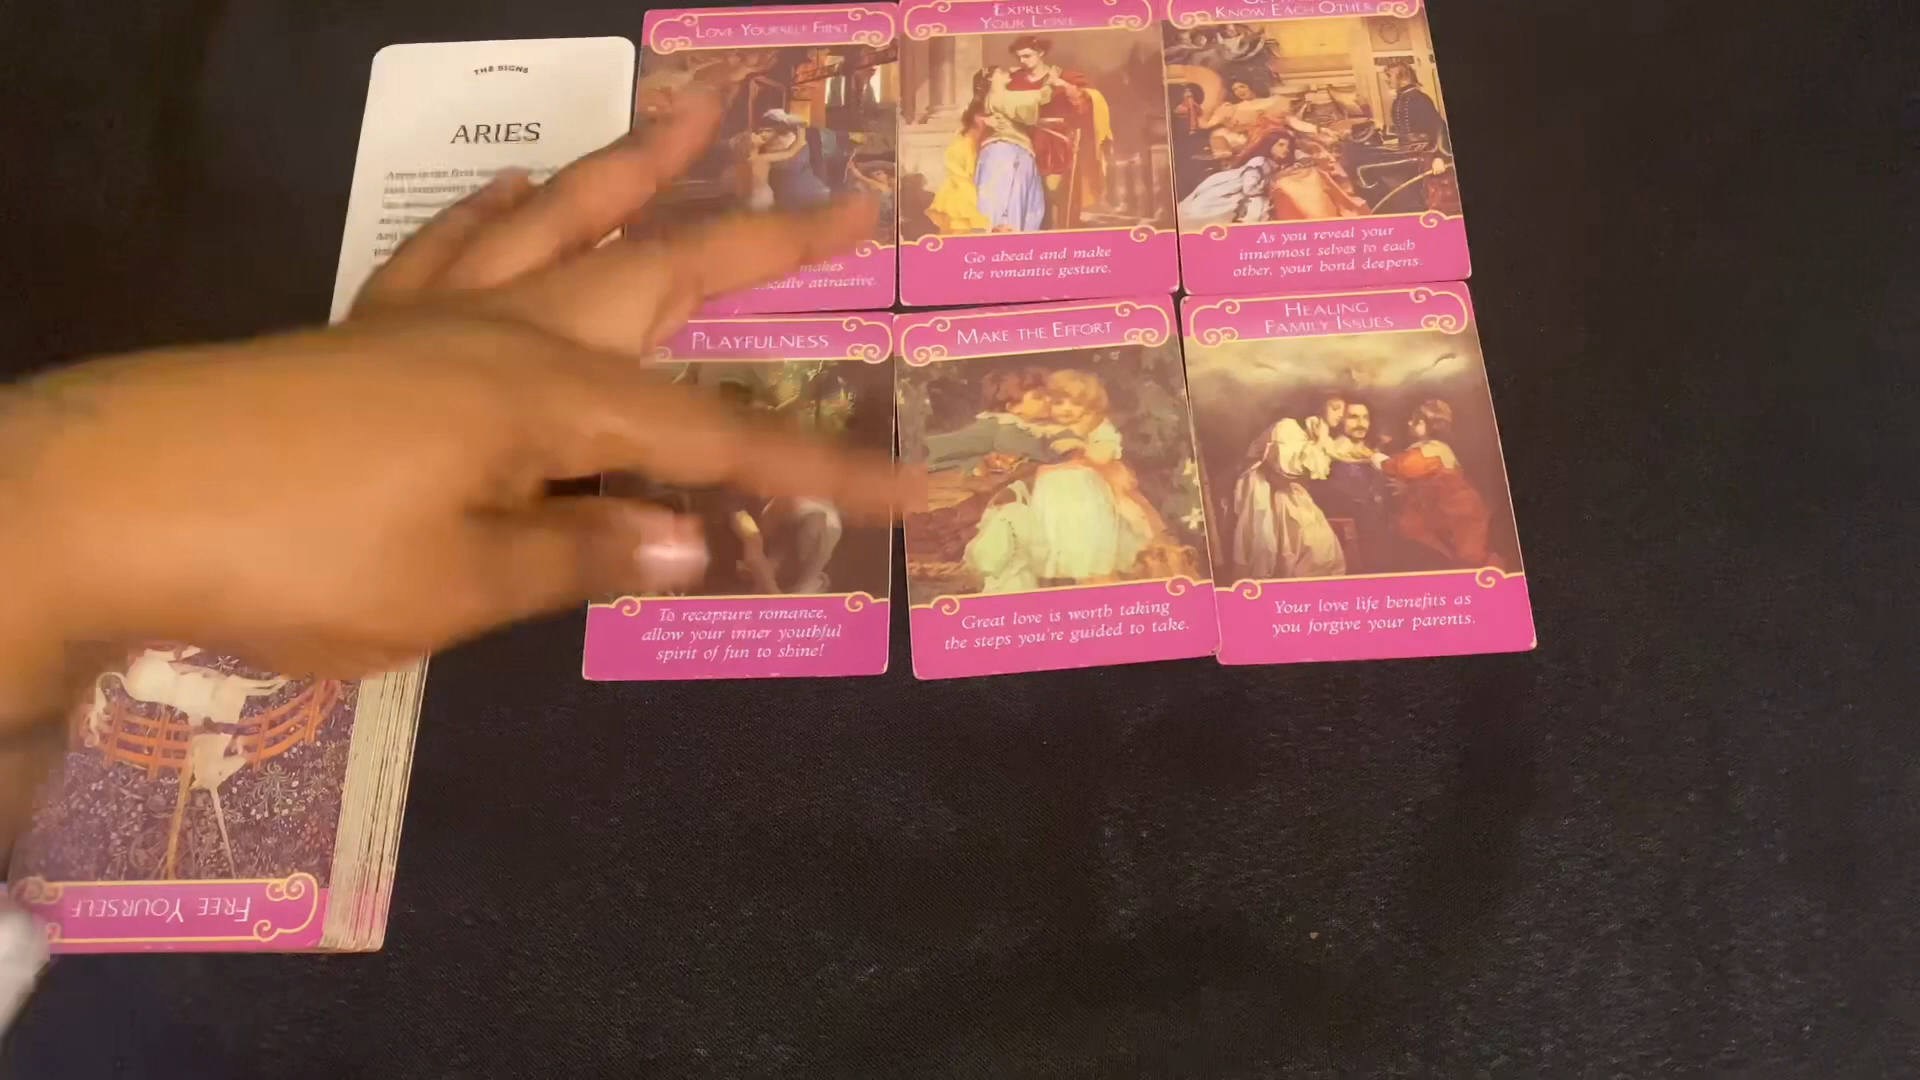 THE SIGNS
ARIES
LOVE YOURSELF FIRST
makes
attractive.
EXPRESS
YOUR LOVE
Go ahead and make
the romantic gesture.
KNOW EACH OTHER
As you reveal your
innermost selves to each
other, your bond deepens.
PLAYFULNESS
To recapture romance,
allow your inner youthful
spirit of fun to shine!
MAKE THE EFFORT
Great love is worth taking
the steps you're guided to take.
HEALING
FAMILY ISSUES
Your love life benefits as
you forgive your parents.
FREE YOURSELF